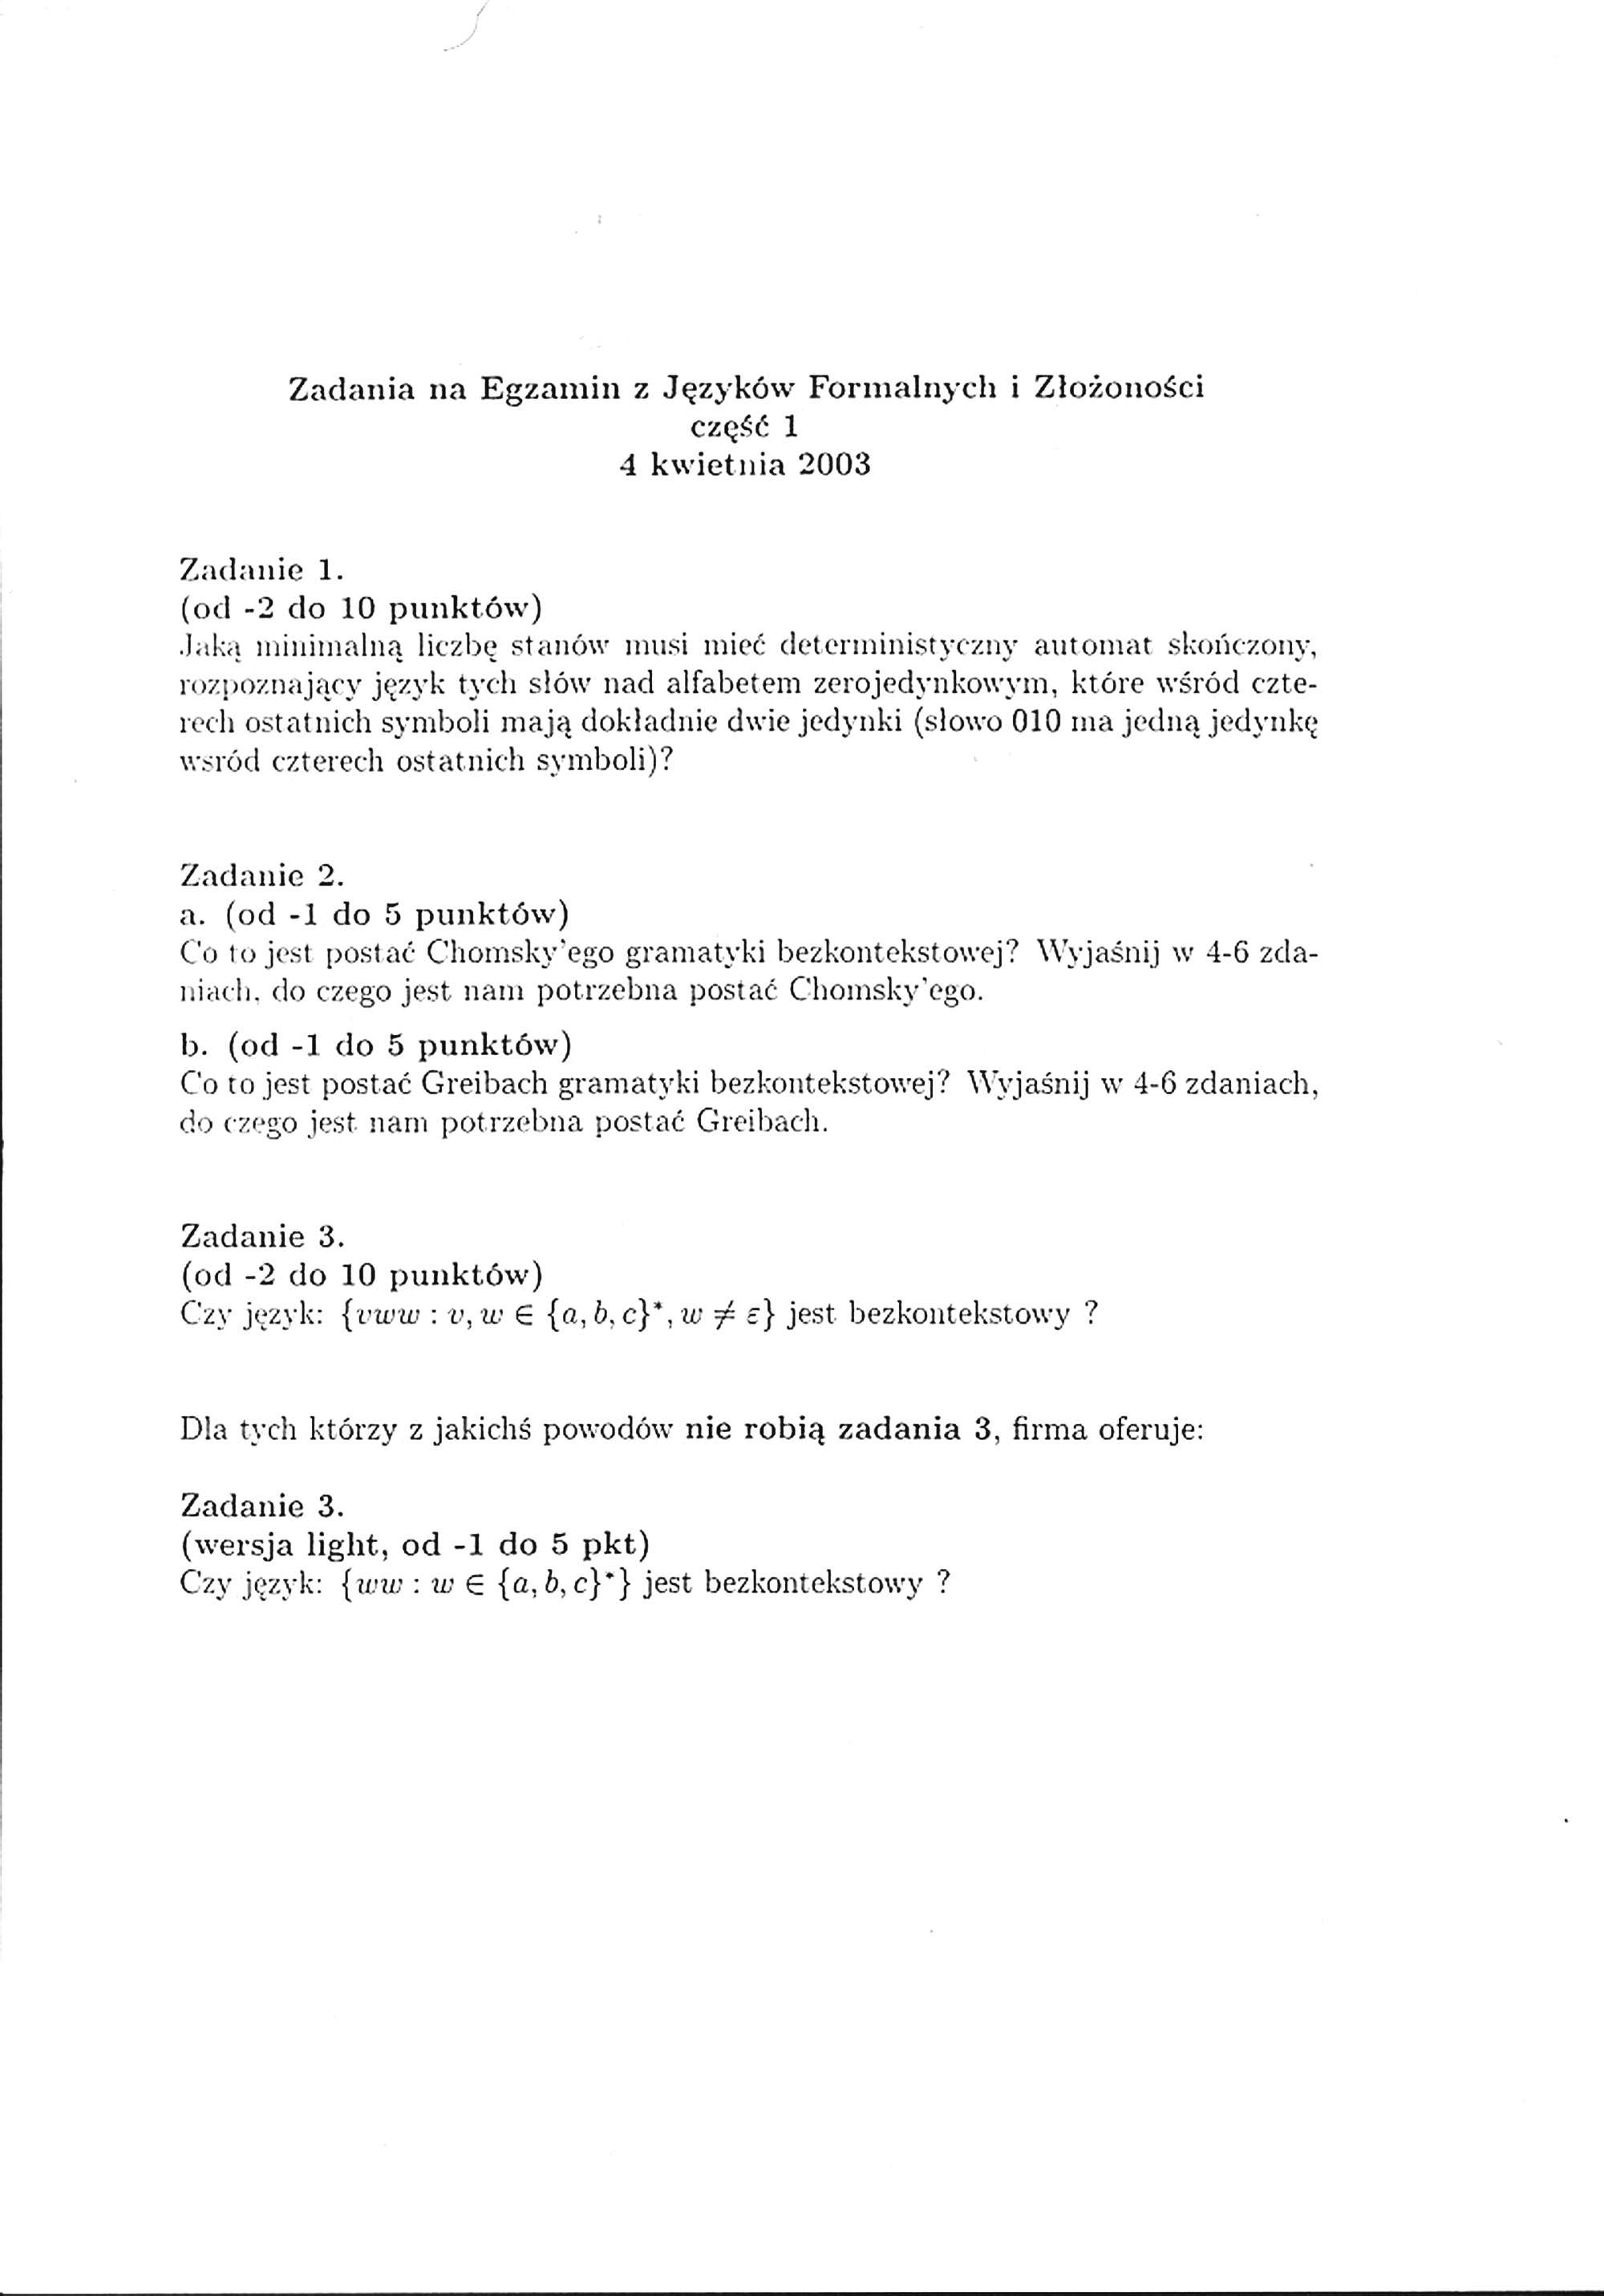 Zadania na Egzamin z Języków Formalnych i Złożoności
część 1
4 kwietnia 2003
Zadanie 1.
(od -2 do 10 punktów)
Jaką minimalną liczbę stanów musi mieć deterministyczny automat skończony,
rozpoznający język tych słów nad alfabetem zerojedynkowym, które wśród czte-
rech ostatnich symboli mają dokładnie dwie jedynki (słowo 010 ma jedną jedynkę
wsród czterech ostatnich symboli)?
Zadanie 2.
a. (od -1 do 5 punktów)
Co to jest postać Chomsky'ego gramatyki bezkontekstowej? Wyjaśnij w 4-6 zda-
niach, do czego jest nam potrzebna postać Chomsky'ego.
b. (od -1 do 5 punktów)
Co to jest postać Greibach gramatyki bezkontekstowej? Wyjaśnij w 4-6 zdaniach,
do czego jest nam potrzebna postać Greibach.
Zadanie 3.
(od -2 do 10 punktów)
Czy język: {vww : v, w ∈ {a, b, c}*, w ≠ ε} jest bezkontekstowy ?
Dla tych którzy z jakichś powodów nie robią zadania 3, firma oferuje:
Zadanie 3.
(wersja light, od -1 do 5 pkt)
Czy język: {ww : w ∈ {a, b, c}*} jest bezkontekstowy ?